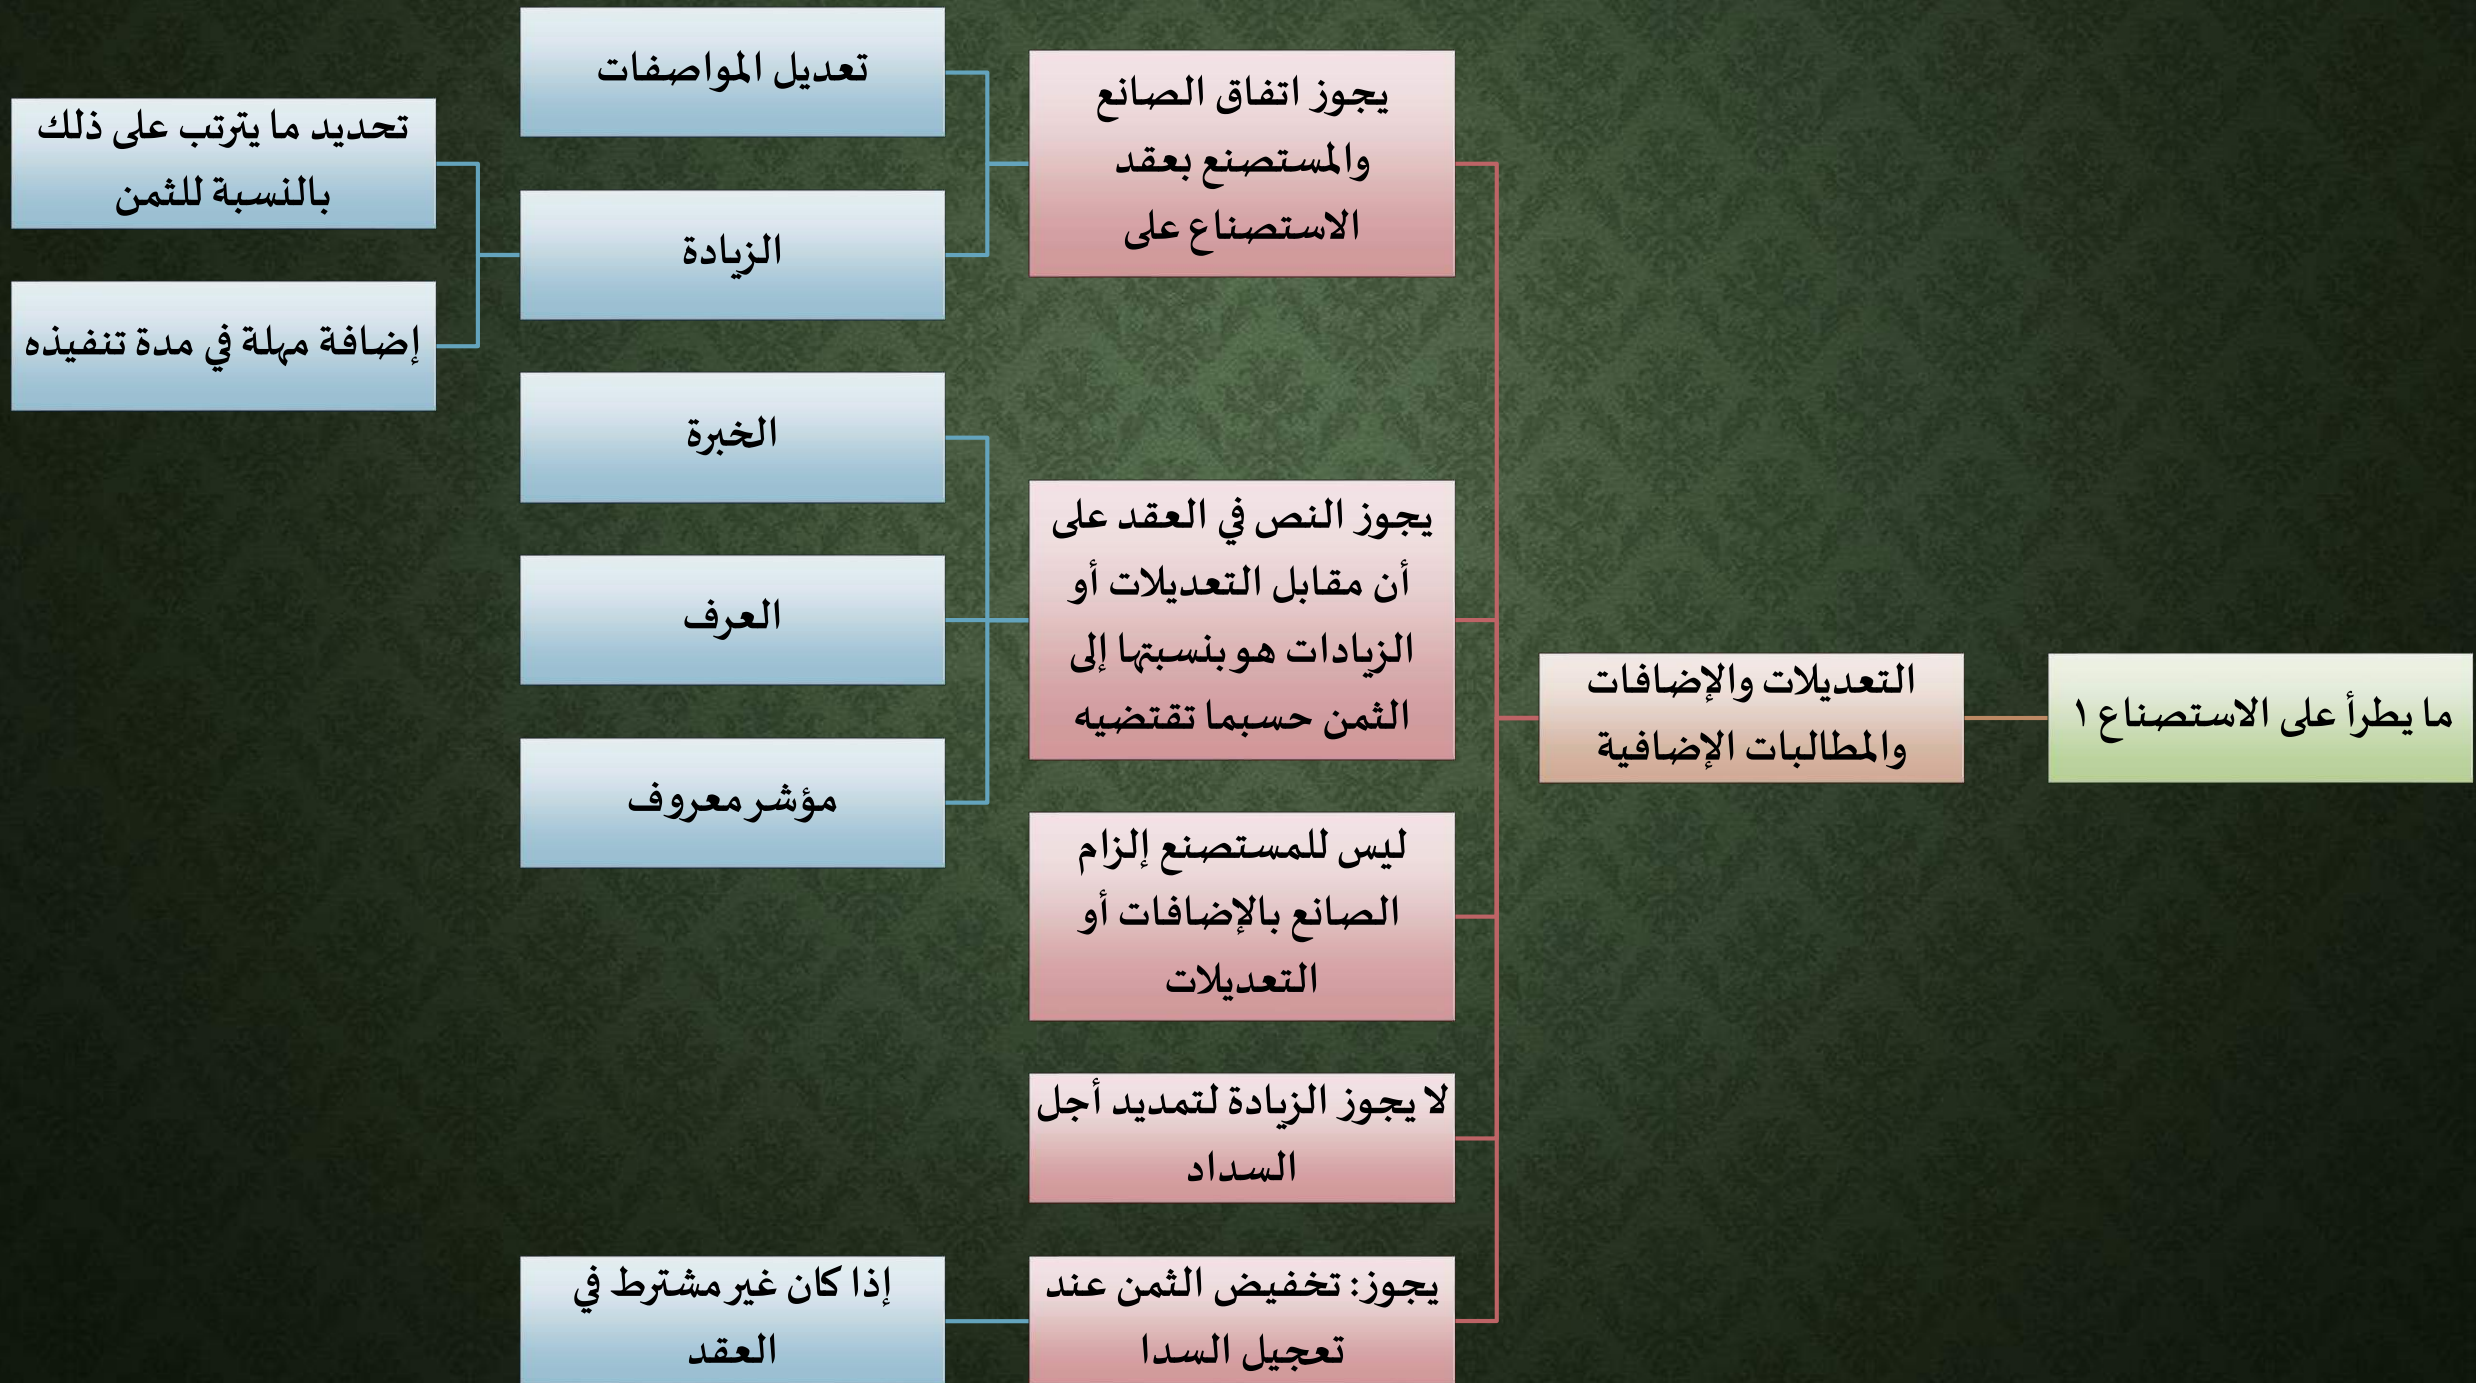 ما يطرأ على الاستصناع ١
التعديلات والإضافات
والمطالبات الإضافية
يجوز اتفاق الصانع
والمستصنع بعقد
الاستصناع على
تعديل المواصفات
الزيادة
تحديد ما يترتب على ذلك
بالنسبة للثمن
إضافة مهلة في مدة تنفيذه
يجوز النص في العقد على
أن مقابل التعديلات أو
الزيادات هو بنسبتها إلى
الثمن حسبما تقتضيه
الخبرة
العرف
مؤشر معروف
ليس للمستصنع إلزام
الصانع بالإضافات أو
التعديلات
لا يجوز الزيادة لتمديد أجل
السداد
يجوز: تخفيض الثمن عند
تعجيل السدا
إذا كان غير مشترط في
العقد